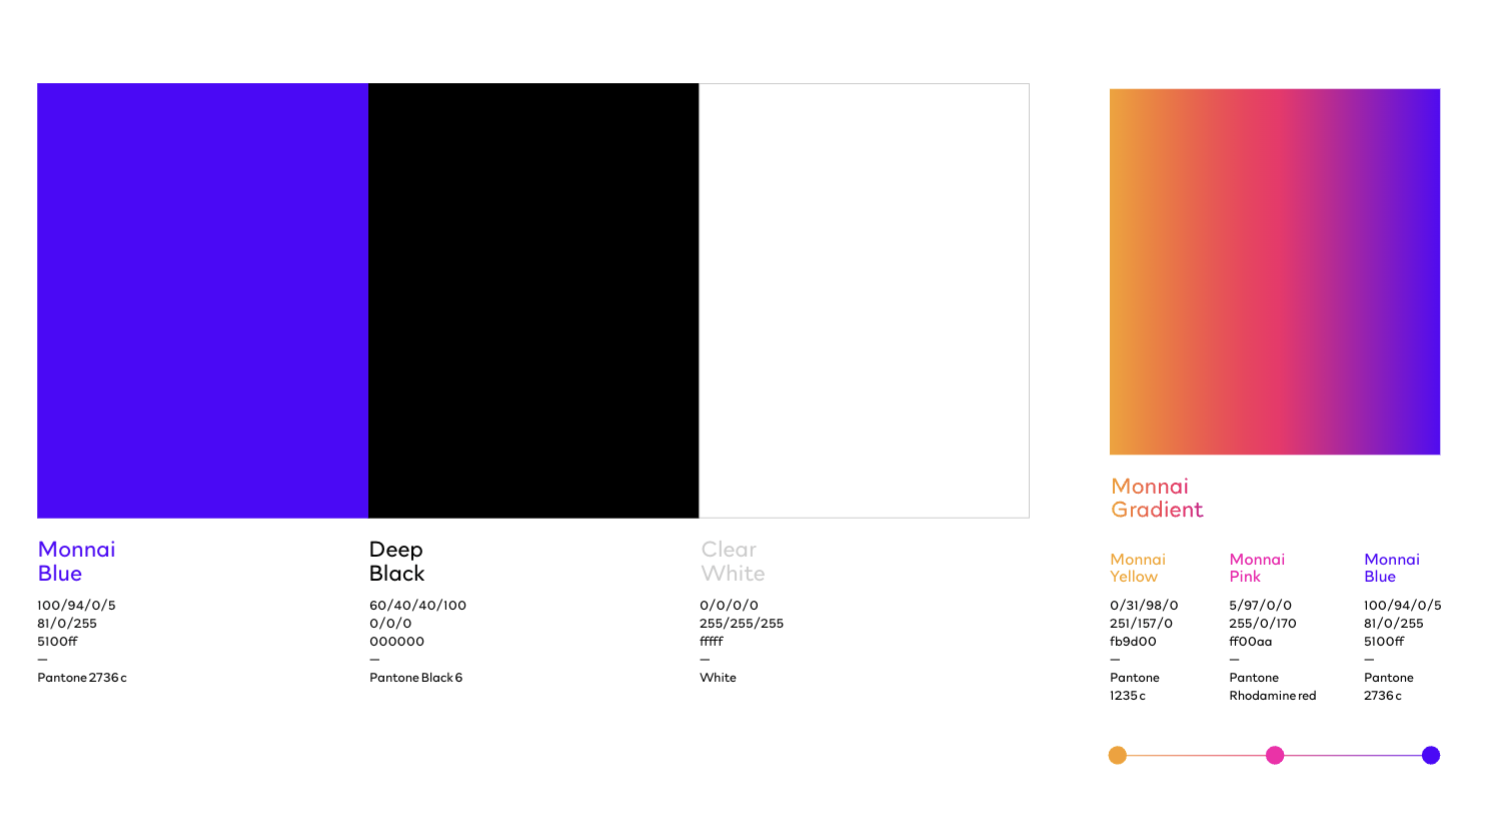 Monnai
Blue
100/94/0/5
81/0/255
5100ff
—
Pantone 2736 c
Deep
Black
60/40/40/100
0/0/0
000000
—
Pantone Black 6
Clear
White
0/0/0/0
255/255/255
fffff
—
White
Monnai
Gradient
Monnai
Yellow
0/31/98/0
251/157/0
fb9d00
—
Pantone
1235 c
Monnai
Pink
5/97/0/0
255/0/170
ff00aa
—
Pantone
Rhodamine red
Monnai
Blue
100/94/0/5
81/0/255
5100ff
—
Pantone
2736 c